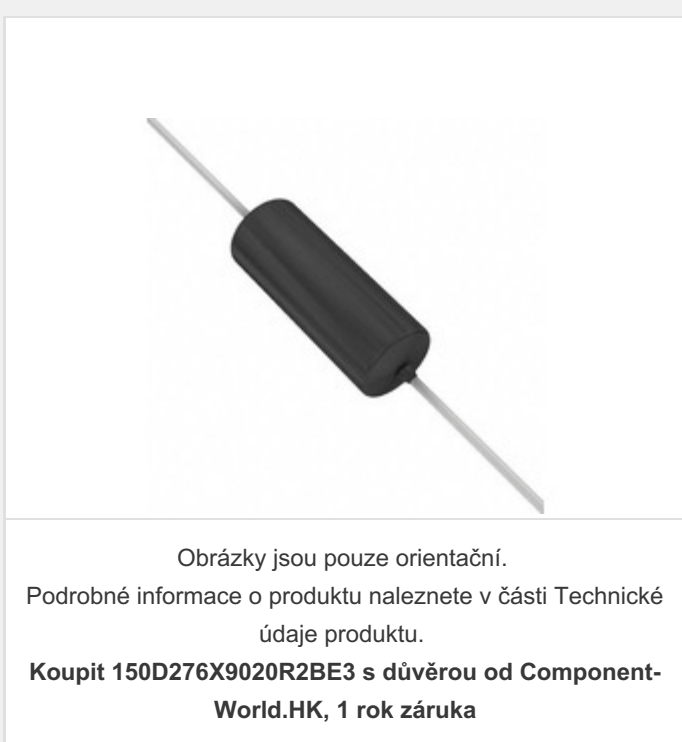 Obrázky jsou pouze orientační.
Podrobné informace o produktu naleznete v části Technické
údaje produktu.
Koupit 150D276X9020R2BE3 s důvěrou od Component-
World.HK, 1 rok záruka